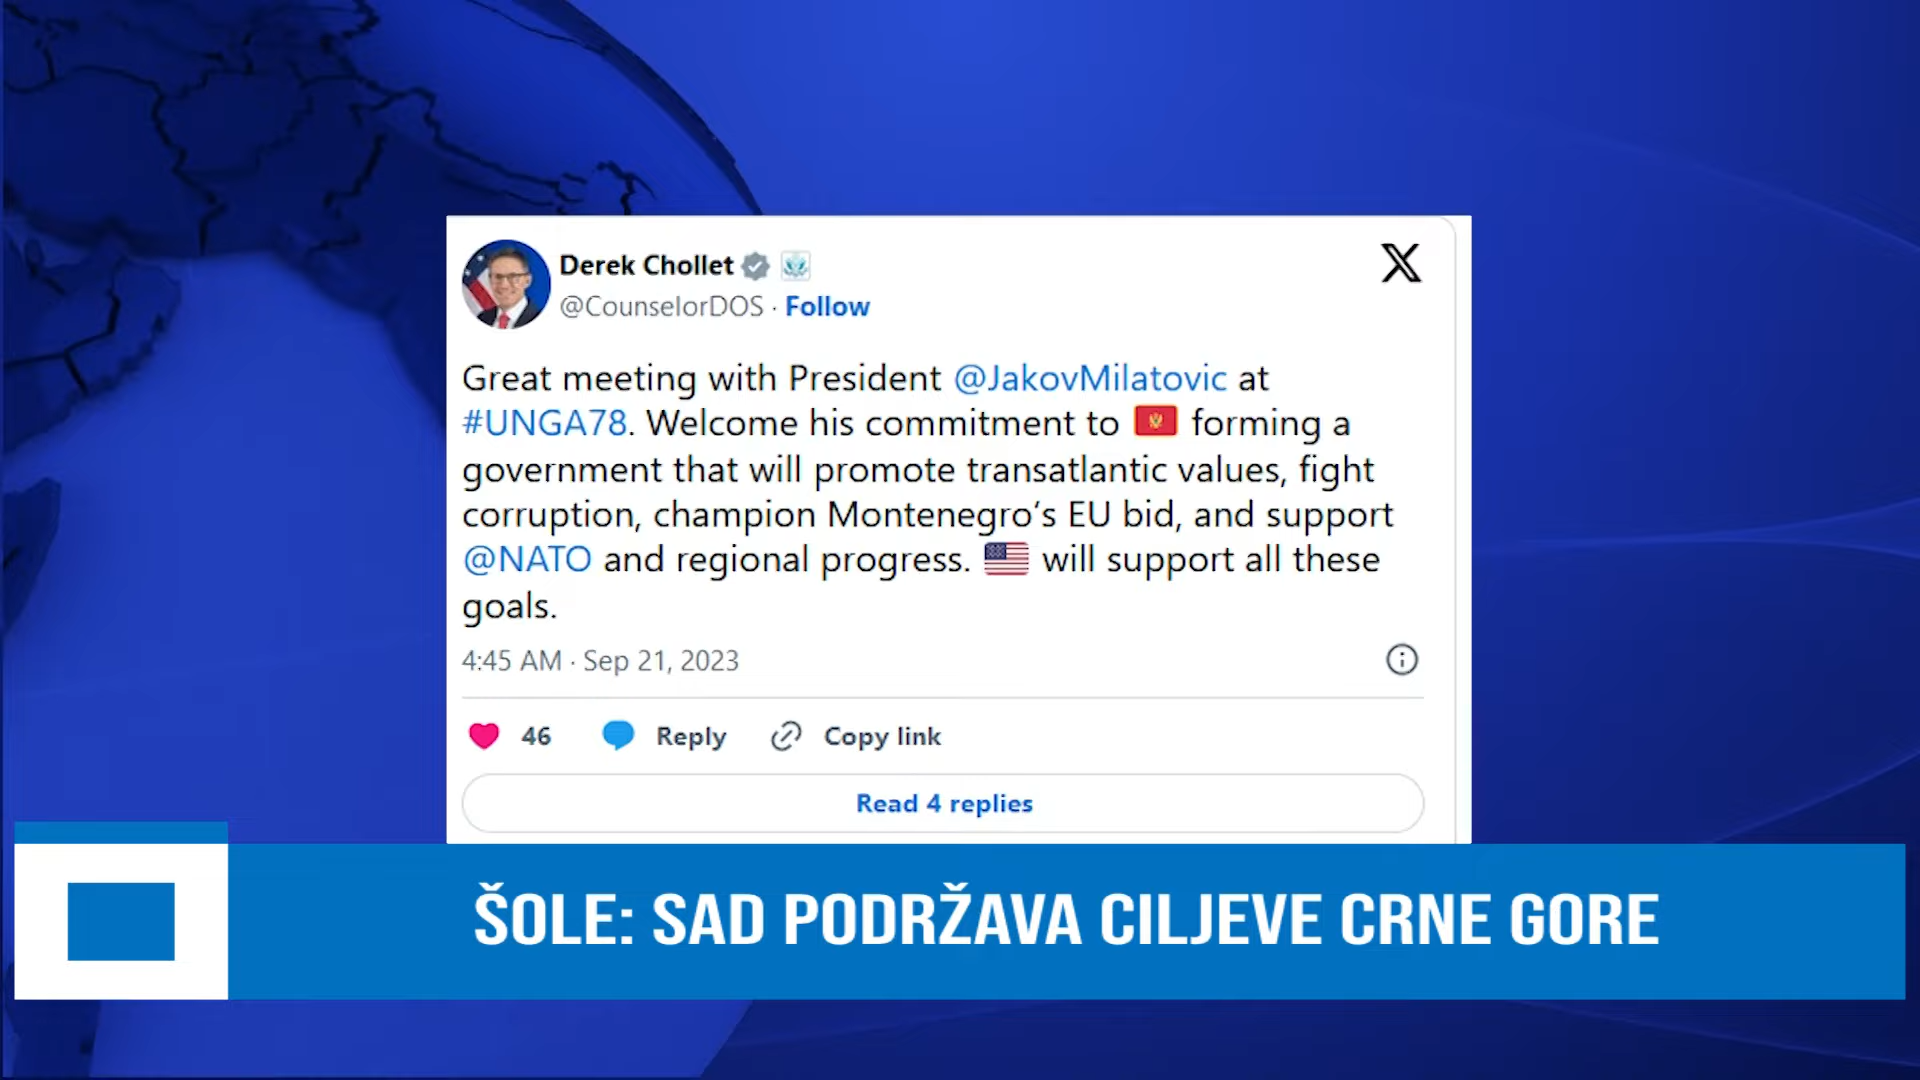 Derek Chollet
@CounselorDOS · Follow
Great meeting with President @JakovMilatovic at
#UNGA78. Welcome his commitment to 🇲🇪 forming a
government that will promote transatlantic values, fight
corruption, champion Montenegro’s EU bid, and support
@NATO and regional progress. 🇺🇸 will support all these
goals.
4:45 AM · Sep 21, 2023
46 Reply Copy link
Read 4 replies
ŠOLE: SAD PODRŽAVA CILJEVE CRNE GORE